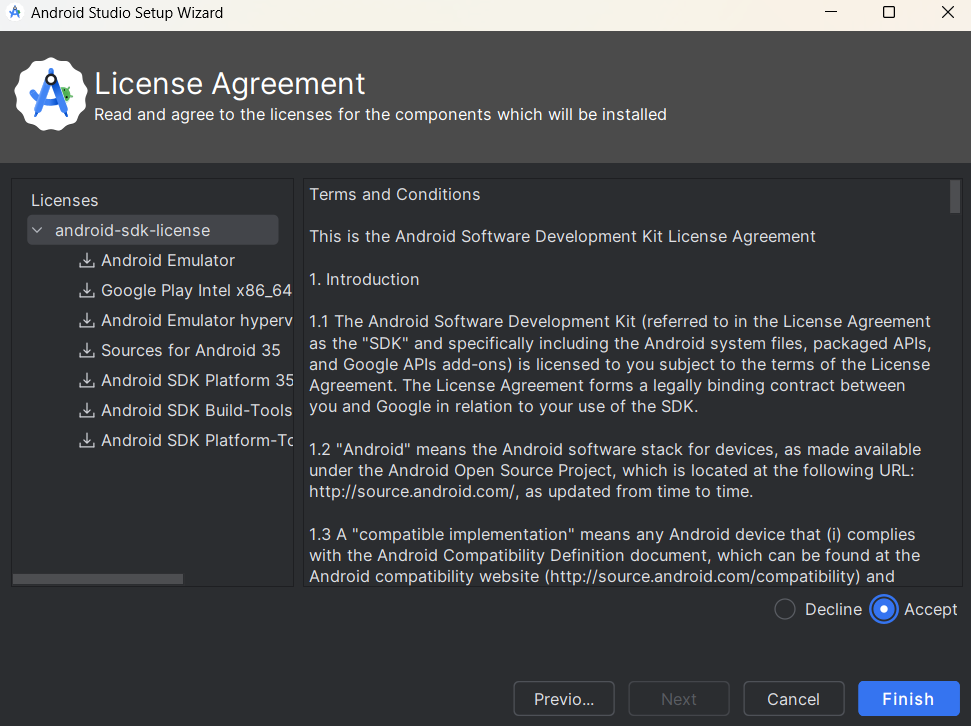 Android Studio Setup Wizard
License Agreement
Read and agree to the licenses for the components which will be installed
Licenses
android-sdk-license
Android Emulator
Google Play Intel x86_64
Android Emulator hyperv
Sources for Android 35
Android SDK Platform 35
Android SDK Build-Tools
Android SDK Platform-To
Terms and Conditions
This is the Android Software Development Kit License Agreement
1. Introduction
1.1 The Android Software Development Kit (referred to in the License Agreement
as the "SDK" and specifically including the Android system files, packaged APIs,
and Google APIs add-ons) is licensed to you subject to the terms of the License
Agreement. The License Agreement forms a legally binding contract between
you and Google in relation to your use of the SDK.
1.2 "Android" means the Android software stack for devices, as made available
under the Android Open Source Project, which is located at the following URL:
http://source.android.com/, as updated from time to time.
1.3 A "compatible implementation" means any Android device that (i) complies
with the Android Compatibility Definition document, which can be found at the
Android compatibility website (http://source.android.com/compatibility) and
Decline Accept
Previo... Next Cancel Finish